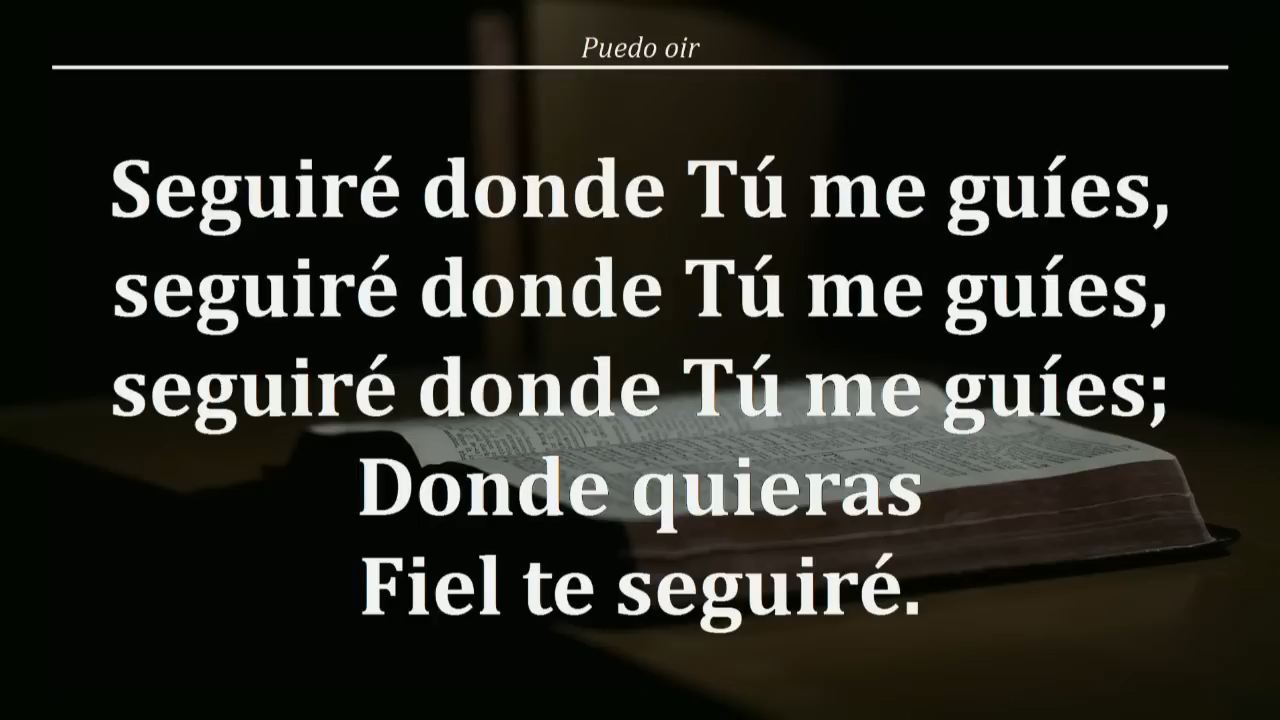 Puedo oir
Seguiré donde Tú me guíes,
seguiré donde Tú me guíes,
seguiré donde Tú me guíes;
Donde quieras
Fiel te seguiré.